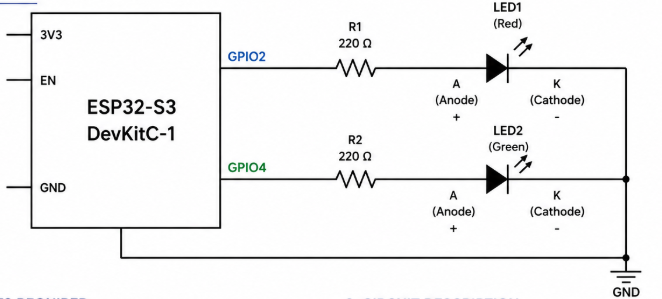 LED1
(Red)
R1
220 Ω
3V3
GPIO2
EN
A
(Anode)
+
K
(Cathode)
-
ESP32-S3
DevKitC-1
LED2
(Green)
R2
220 Ω
GPIO4
GND
A
(Anode)
+
K
(Cathode)
-
GND